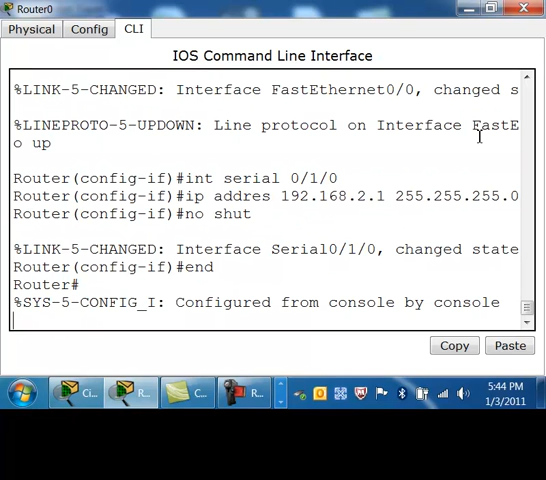 Router0
Physical Config CLI
IOS Command Line Interface
%LINK-5-CHANGED: Interface FastEthernet0/0, changed s
%LINEPROTO-5-UPDOWN: Line protocol on Interface FastE
o up
Router(config-if)#int serial 0/1/0
Router(config-if)#ip addres 192.168.2.1 255.255.255.0
Router(config-if)#no shut
%LINK-5-CHANGED: Interface Serial0/1/0, changed state
Router(config-if)#end
Router#
%SYS-5-CONFIG_I: Configured from console by console
Copy Paste
Ci... R... C... R...
5:44 PM
1/3/2011